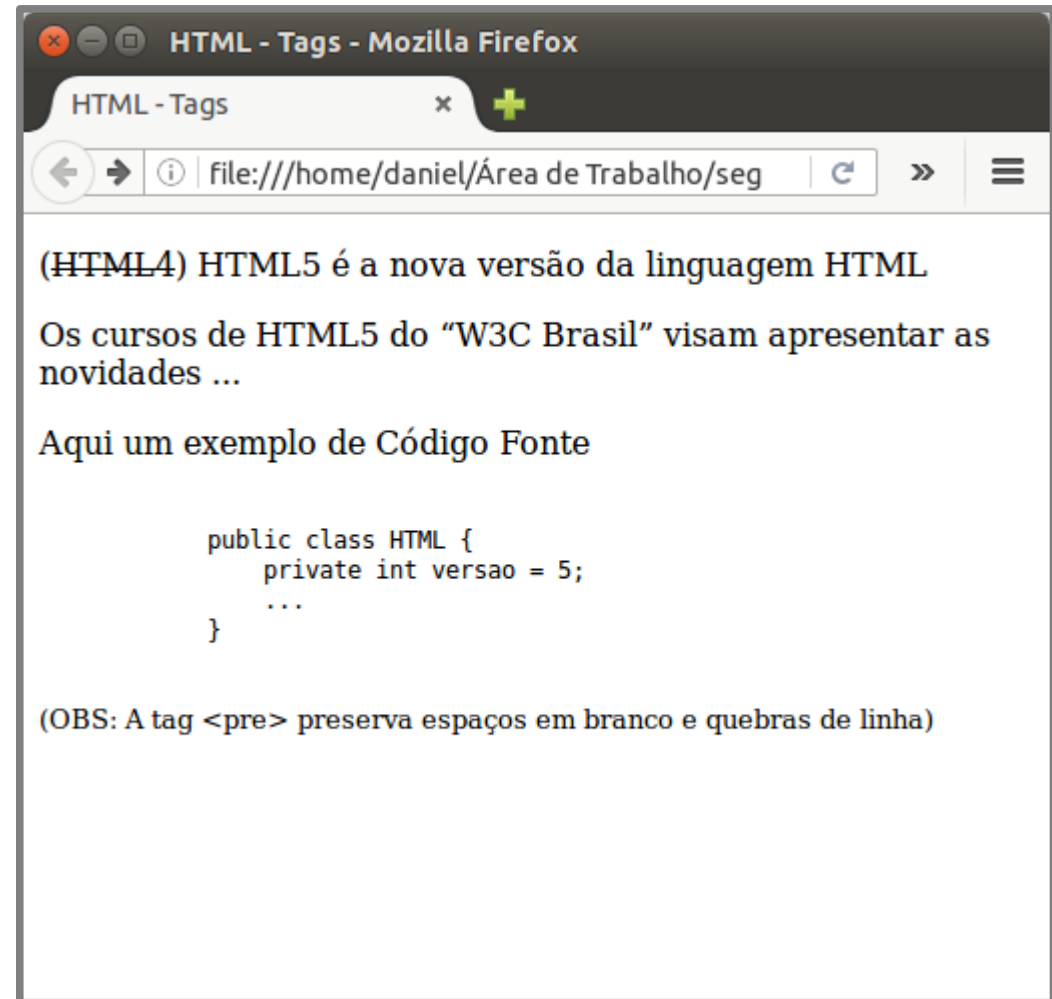 HTML - Tags - Mozilla Firefox
HTML - Tags
file:///home/daniel/Área de Trabalho/seg
(HTML4) HTML5 é a nova versão da linguagem HTML
Os cursos de HTML5 do “W3C Brasil” visam apresentar as
novidades ...
Aqui um exemplo de Código Fonte
public class HTML {
    private int versao = 5;
    ...
}
(OBS: A tag <pre> preserva espaços em branco e quebras de linha)